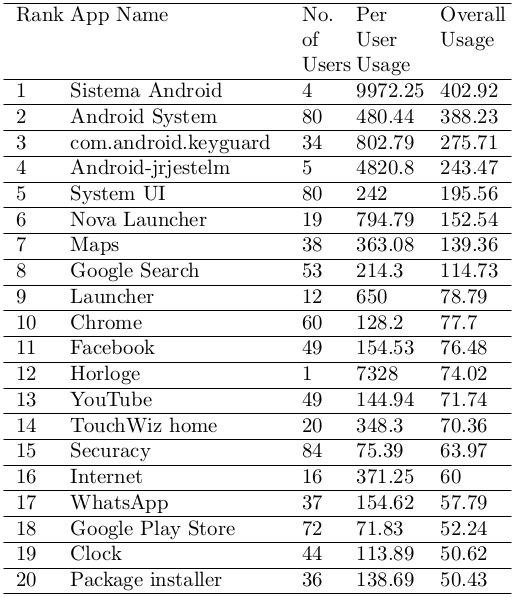 Rank App Name No. Per Overall
of User Usage
Users Usage
1 Sistema Android 4 9972.25 402.92
2 Android System 80 480.44 388.23
3 com.android.keyguard 34 802.79 275.71
4 Android-jrjestelm 5 4820.8 243.47
5 System UI 80 242 195.56
6 Nova Launcher 19 794.79 152.54
7 Maps 38 363.08 139.36
8 Google Search 53 214.3 114.73
9 Launcher 12 650 78.79
10 Chrome 60 128.2 77.7
11 Facebook 49 154.53 76.48
12 Horloge 1 7328 74.02
13 YouTube 49 144.94 71.74
14 TouchWiz home 20 348.3 70.36
15 Securacy 84 75.39 63.97
16 Internet 16 371.25 60
17 WhatsApp 37 154.62 57.79
18 Google Play Store 72 71.83 52.24
19 Clock 44 113.89 50.62
20 Package installer 36 138.69 50.43